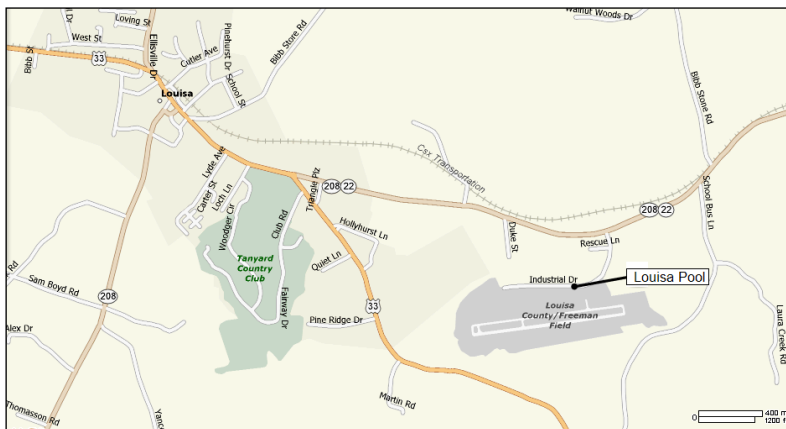 Loving St
West St
Ellisville Dr
Bibb St
33
Cutler Ave
Pinehurst Dr
School St
Bibb Store Rd
Louisa
Walnut Woods Dr
Bibb Store Rd
Csx Transportation
Lyde Ave
Carter St
Loch Ln
Woodger Cir
Club Rd
Triangle Plz
208 22
Hollyhurst Ln
Quiet Ln
Tanyard
Country
Club
Fairway Dr
Duke St
208 22
School Bus Ln
Rescue Ln
Industrial Dr
Louisa Pool
Louisa
County/Freeman
Field
Sam Boyd Rd
208
33
Pine Ridge Dr
Alex Dr
Laura Creek Rd
Martin Rd
Thomasson Rd
0
400 m
1200 f